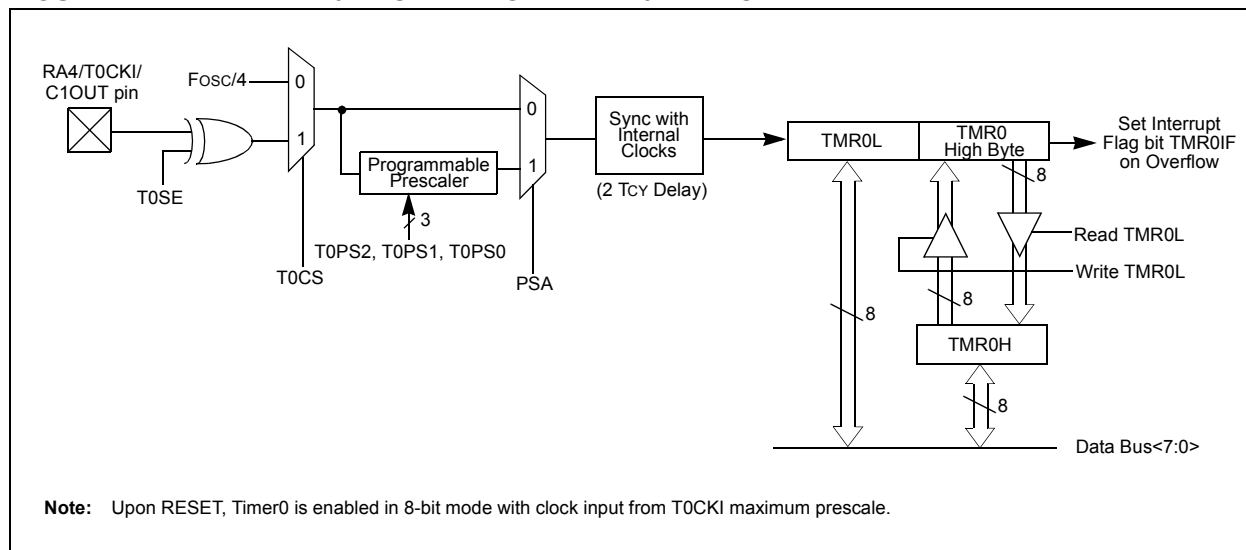 RA4/T0CKI/
C1OUT pin
FOSC/4
0
1
T0SE
T0CS
Programmable
Prescaler
3
T0PS2, T0PS1, T0PS0
0
1
PSA
Sync with
Internal
Clocks
(2 TCY Delay)
TMR0L
TMR0
High Byte
Set Interrupt
Flag bit TMR0IF
on Overflow
8
Read TMR0L
Write TMR0L
8
8
TMR0H
8
Data Bus<7:0>
Note: Upon RESET, Timer0 is enabled in 8-bit mode with clock input from T0CKI maximum prescale.